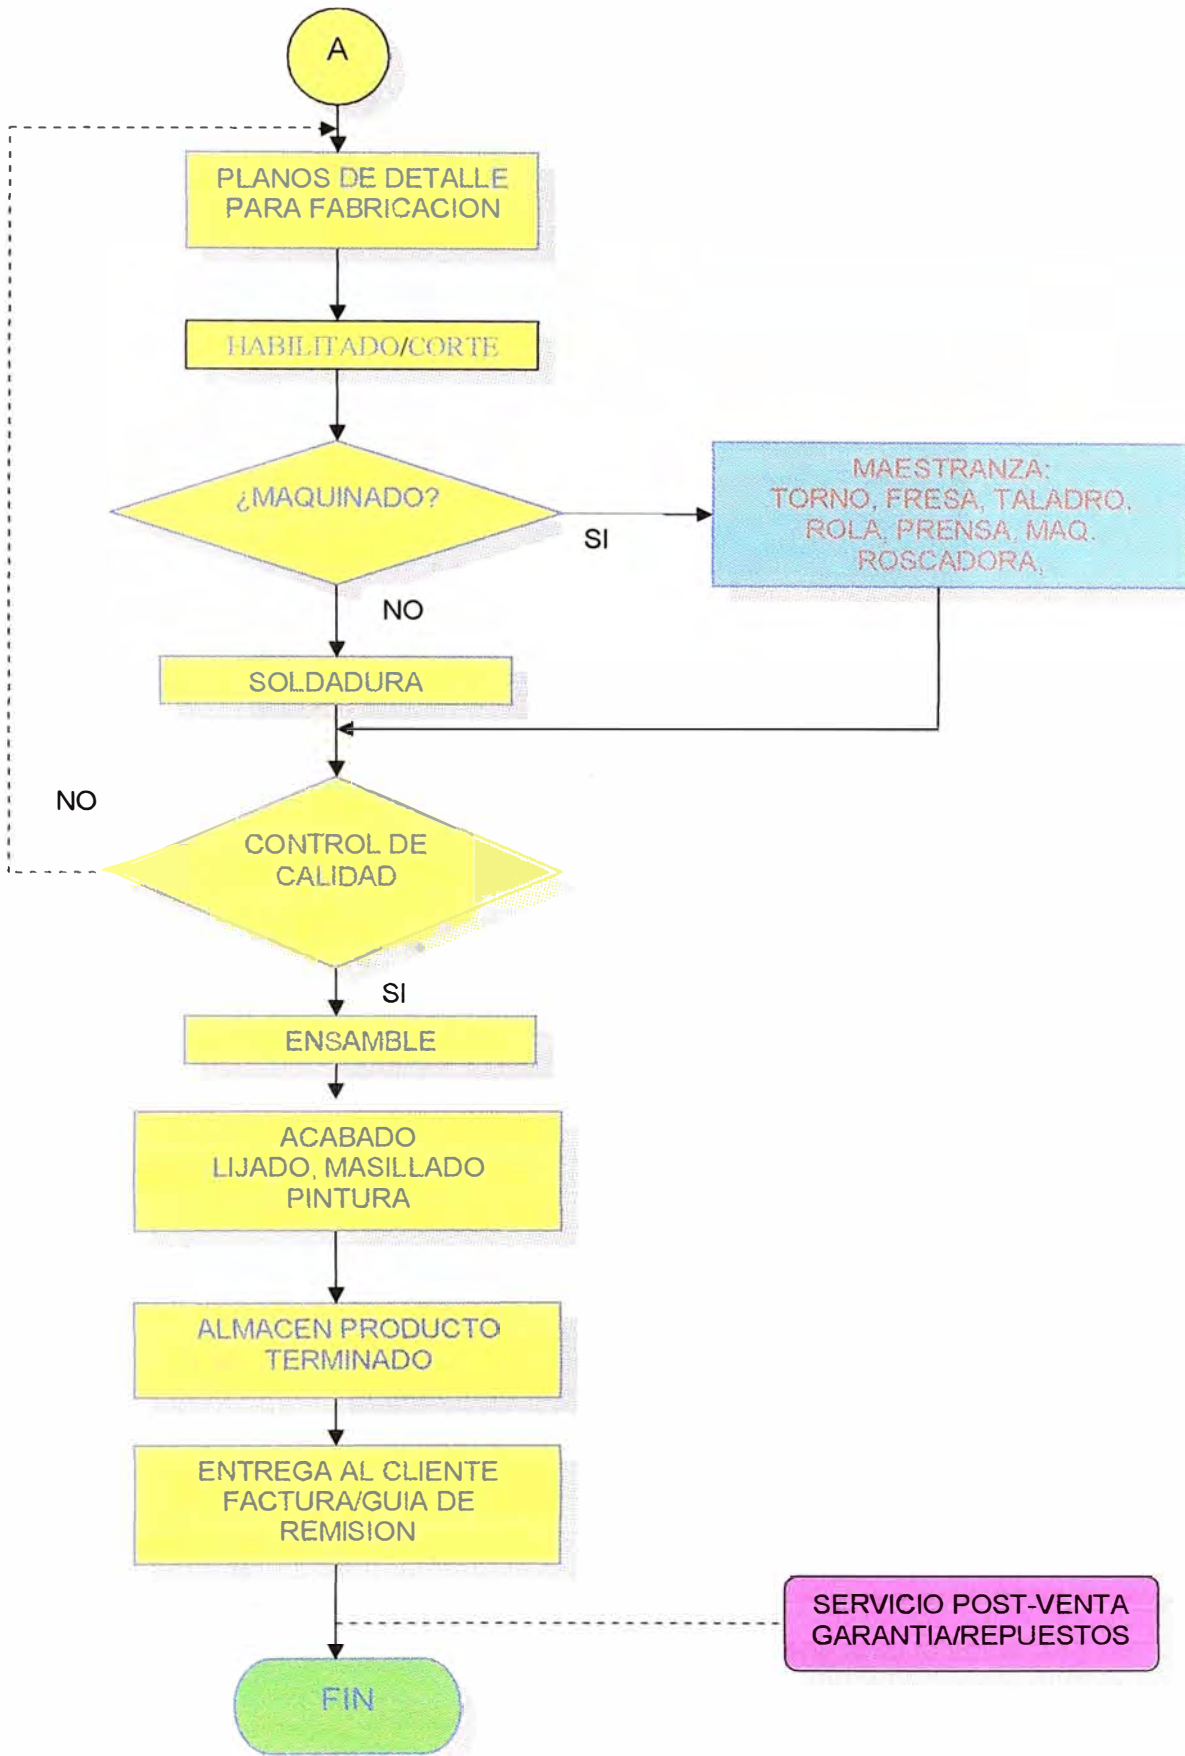 A
PLANOS DE DETALLE
PARA FABRICACION
HABILITADO/CORTE
¿MAQUINADO?
SI
MAESTRANZA:
TORNO, FRESA, TALADRO,
ROLA, PRENSA, MAQ.
ROSCADORA,
NO
SOLDADURA
NO
CONTROL DE
CALIDAD
SI
ENSAMBLE
ACABADO
LIJADO, MASILLADO
PINTURA
ALMACEN PRODUCTO
TERMINADO
ENTREGA AL CLIENTE
FACTURA/GUIA DE
REMISION
SERVICIO POST-VENTA
GARANTIA/REPUESTOS
FIN